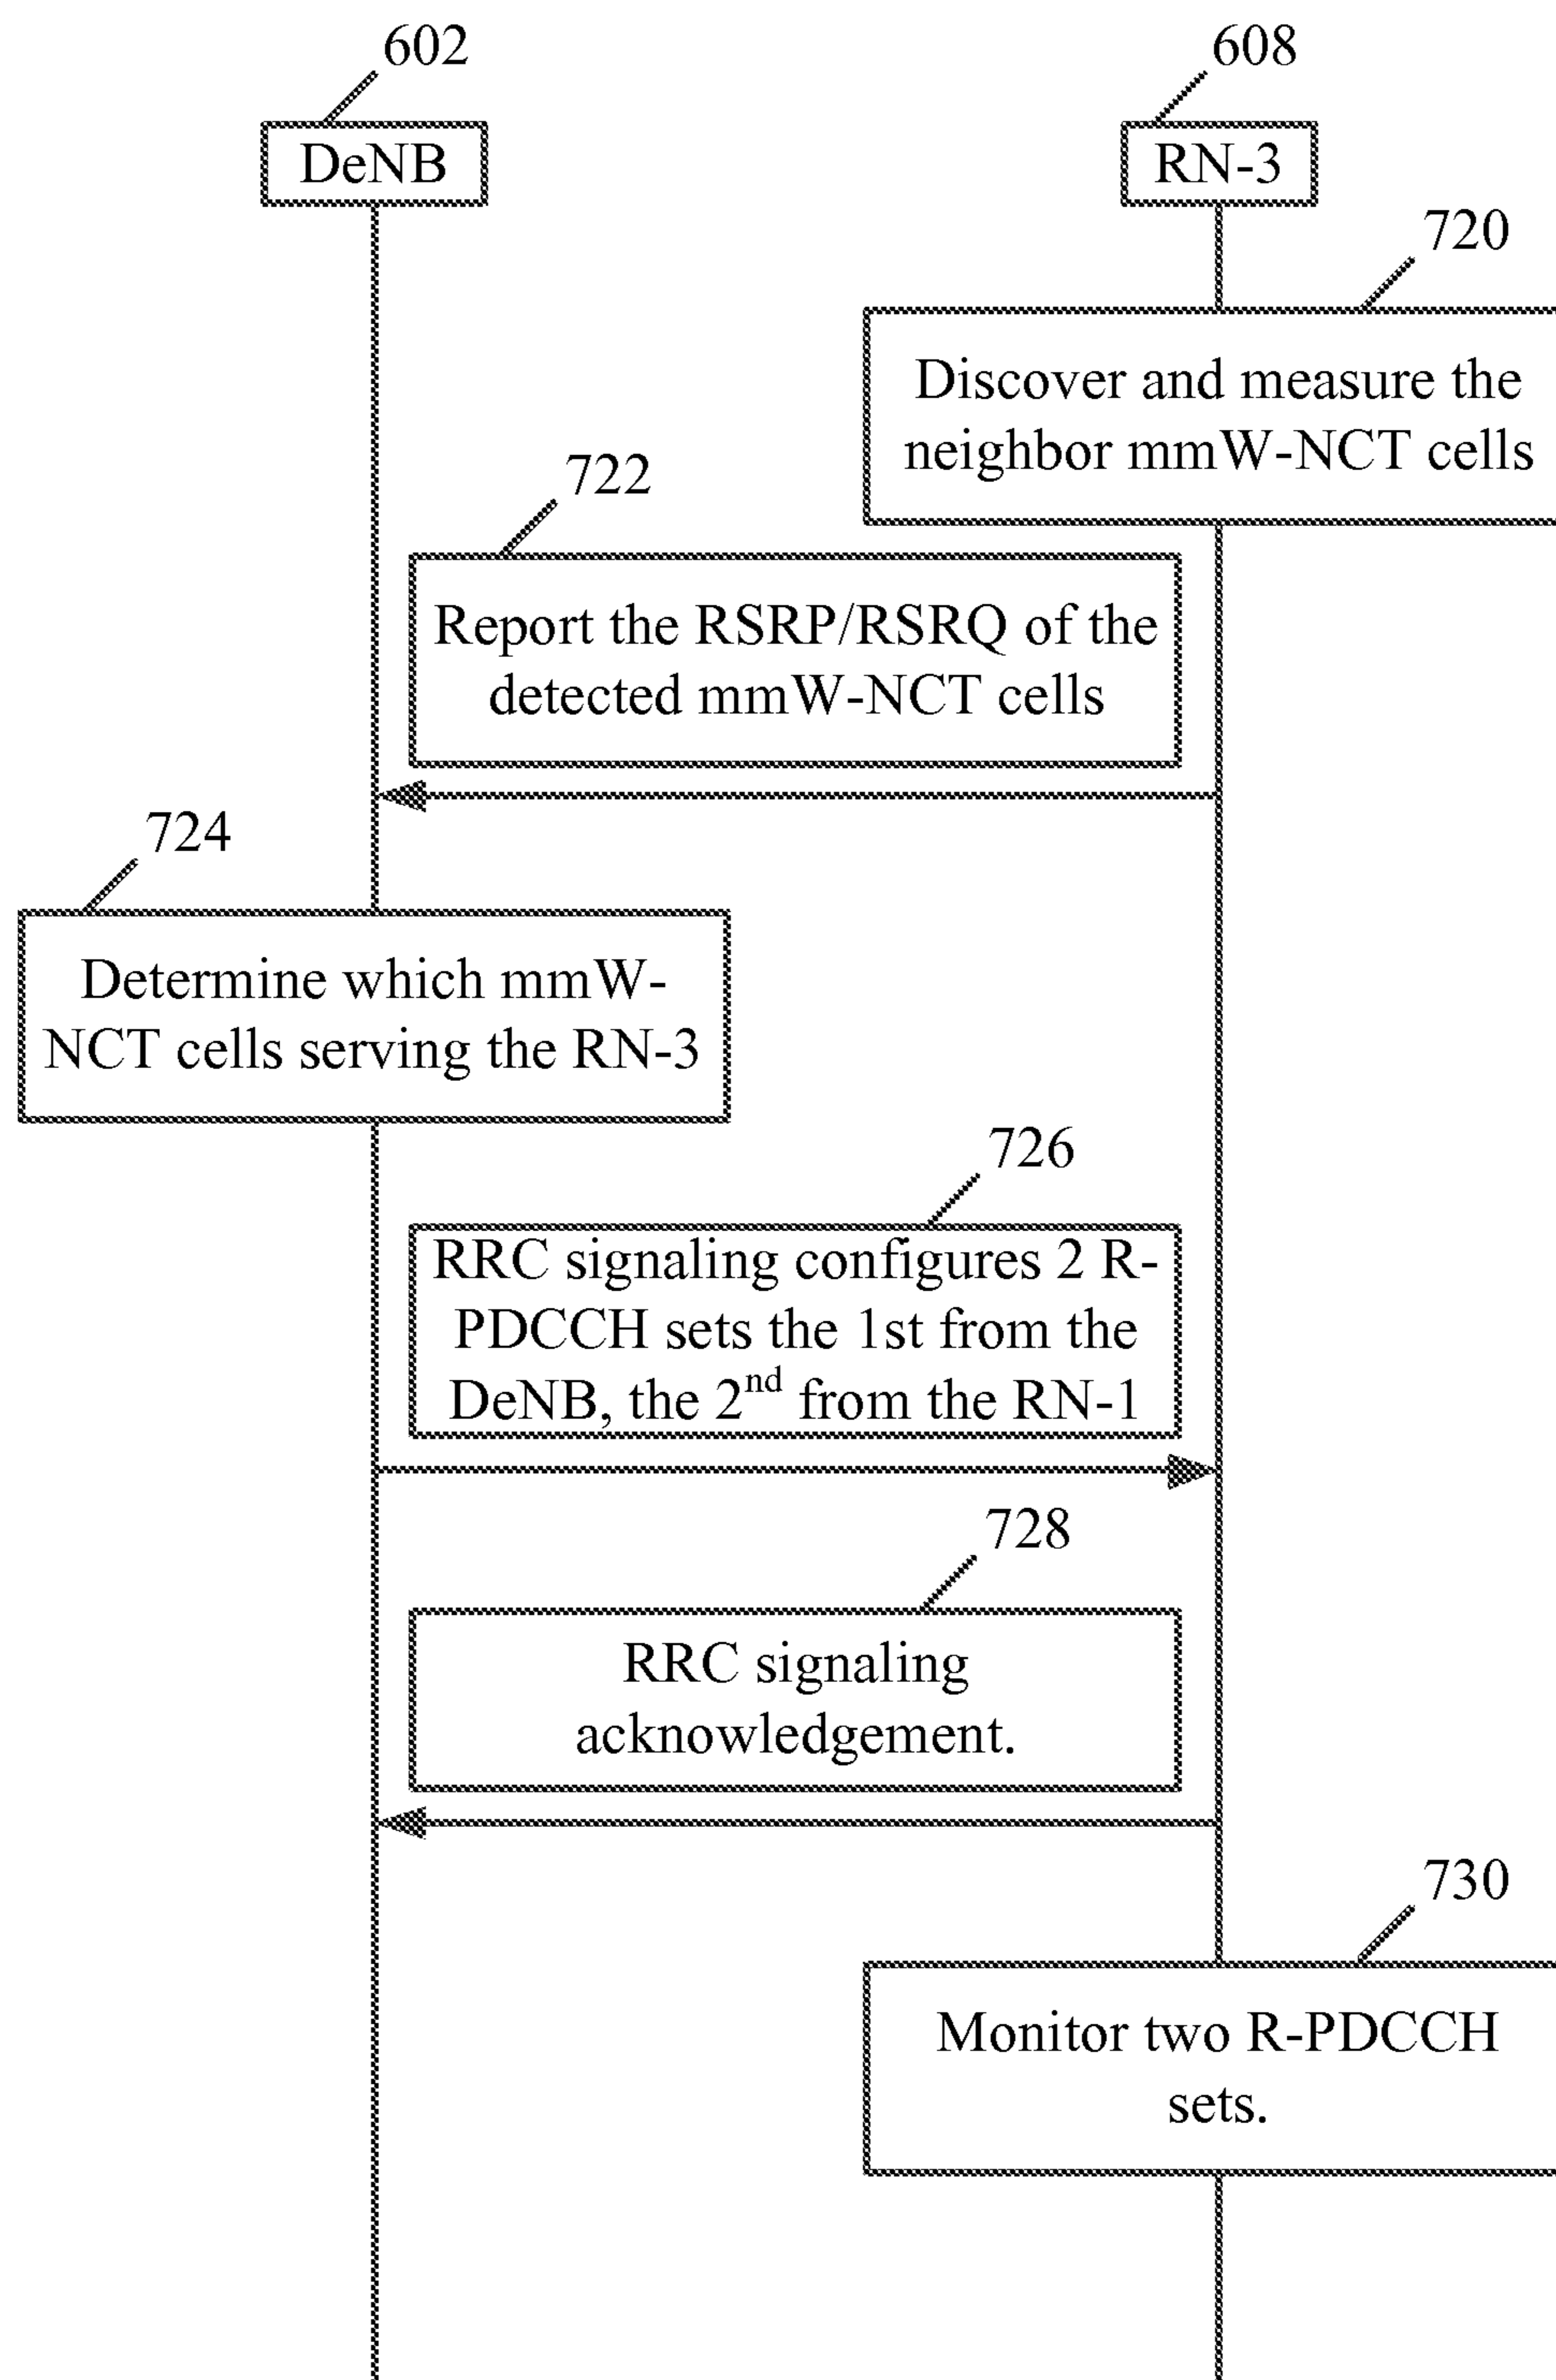 602
608
DeNB
RN-3
720
Discover and measure the
neighbor mmW-NCT cells
722
Report the RSRP/RSRQ of the
detected mmW-NCT cells
724
Determine which mmW-
NCT cells serving the RN-3
726
RRC signaling configures 2 R-
PDCCH sets the 1st from the
DeNB, the 2nd from the RN-1
728
RRC signaling
acknowledgement.
730
Monitor two R-PDCCH
sets.